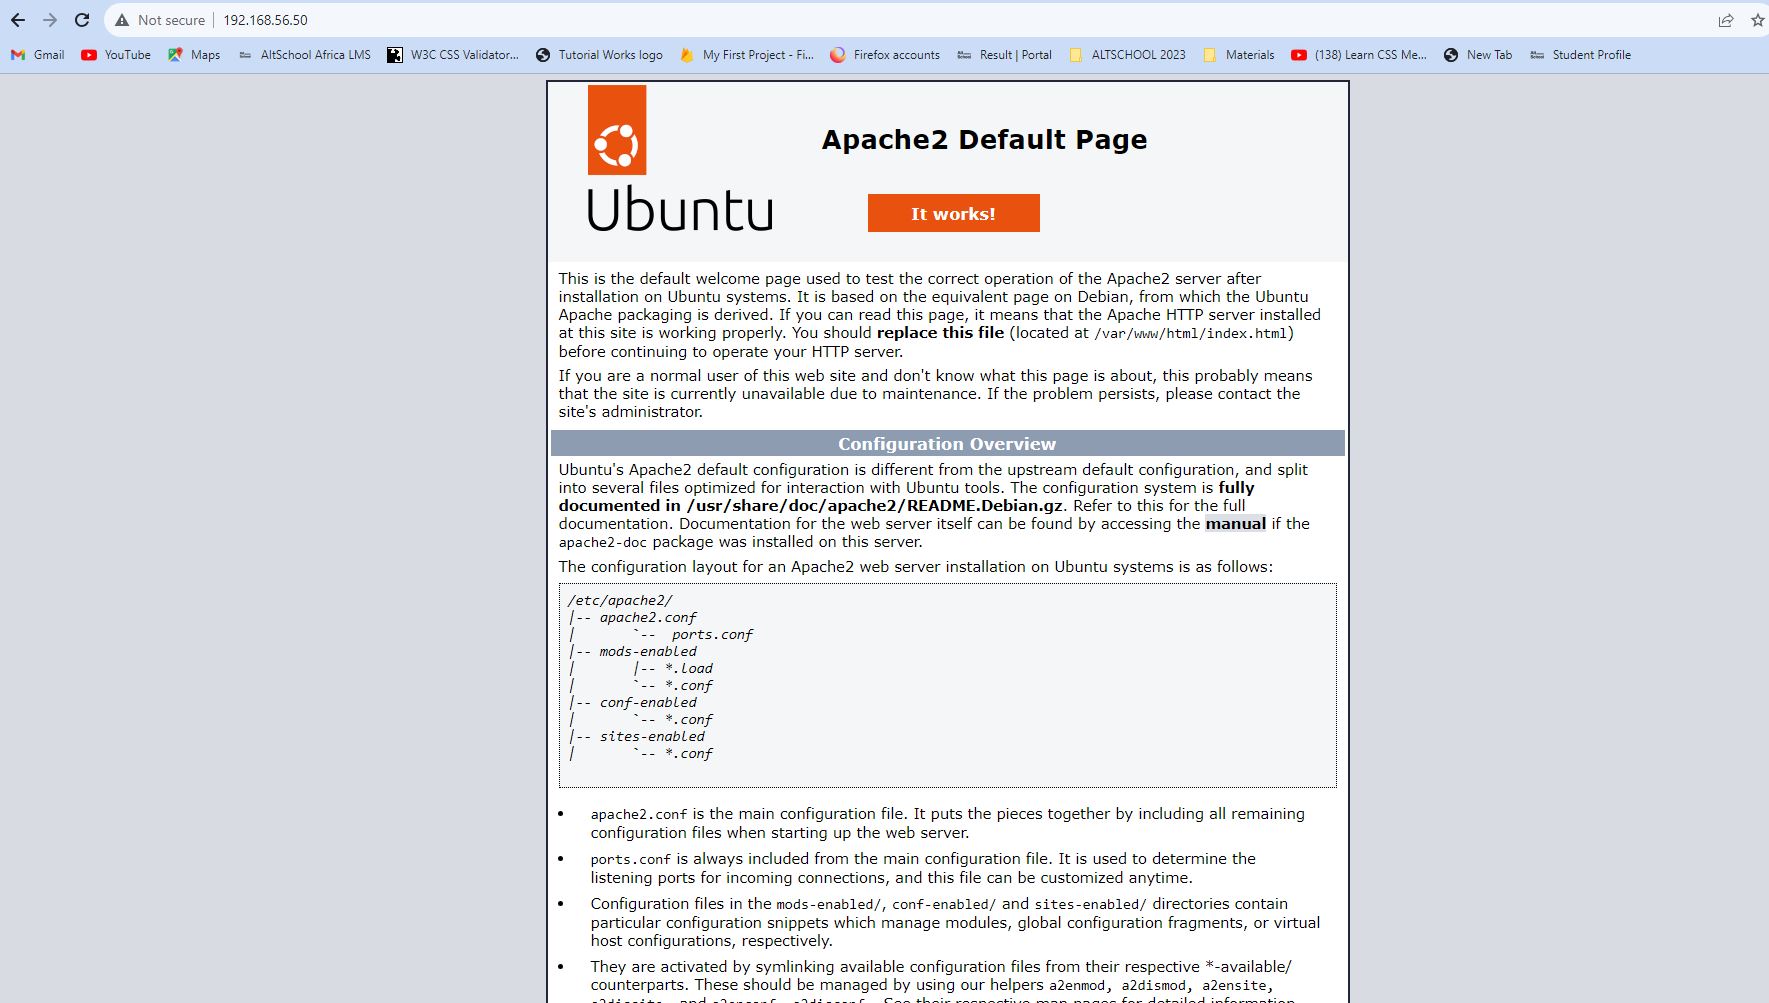 Not secure
192.168.56.50
Gmail
YouTube
Maps
AltSchool Africa LMS
W3C CSS Validator...
Tutorial Works logo
My First Project - Fi...
Firefox accounts
Result | Portal
ALTSCHOOL 2023
Materials
(138) Learn CSS Me...
New Tab
Student Profile
Apache2 Default Page
Ubuntu
It works!
This is the default welcome page used to test the correct operation of the Apache2 server after
installation on Ubuntu systems. It is based on the equivalent page on Debian, from which the Ubuntu
Apache packaging is derived. If you can read this page, it means that the Apache HTTP server installed
at this site is working properly. You should replace this file (located at /var/www/html/index.html)
before continuing to operate your HTTP server.
If you are a normal user of this web site and don't know what this page is about, this probably means
that the site is currently unavailable due to maintenance. If the problem persists, please contact the
site's administrator.
Configuration Overview
Ubuntu's Apache2 default configuration is different from the upstream default configuration, and split
into several files optimized for interaction with Ubuntu tools. The configuration system is fully
documented in /usr/share/doc/apache2/README.Debian.gz. Refer to this for the full
documentation. Documentation for the web server itself can be found by accessing the manual if the
apache2-doc package was installed on this server.
The configuration layout for an Apache2 web server installation on Ubuntu systems is as follows:
/etc/apache2/
|-- apache2.conf
|       `--  ports.conf
|-- mods-enabled
|       |-- *.load
|       `-- *.conf
|-- conf-enabled
|       `-- *.conf
|-- sites-enabled
|       `-- *.conf
• apache2.conf is the main configuration file. It puts the pieces together by including all remaining
configuration files when starting up the web server.
• ports.conf is always included from the main configuration file. It is used to determine the
listening ports for incoming connections, and this file can be customized anytime.
• Configuration files in the mods-enabled/, conf-enabled/ and sites-enabled/ directories contain
particular configuration snippets which manage modules, global configuration fragments, or virtual
host configurations, respectively.
• They are activated by symlinking available configuration files from their respective *-available/
counterparts. These should be managed by using our helpers a2enmod, a2dismod, a2ensite,
a2dissite, and a2enconf, a2disconf. See their respective man pages for detailed information.